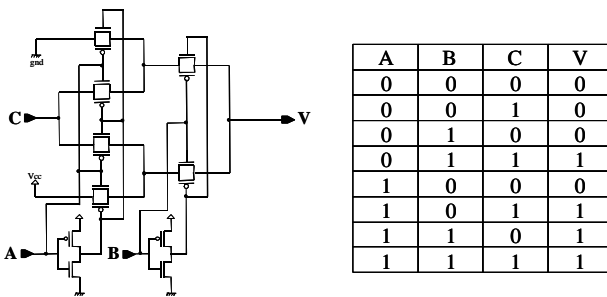 gnd
C
Vcc
A
B
V
A B C V
0 0 0 0
0 0 1 0
0 1 0 0
0 1 1 1
1 0 0 0
1 0 1 1
1 1 0 1
1 1 1 1